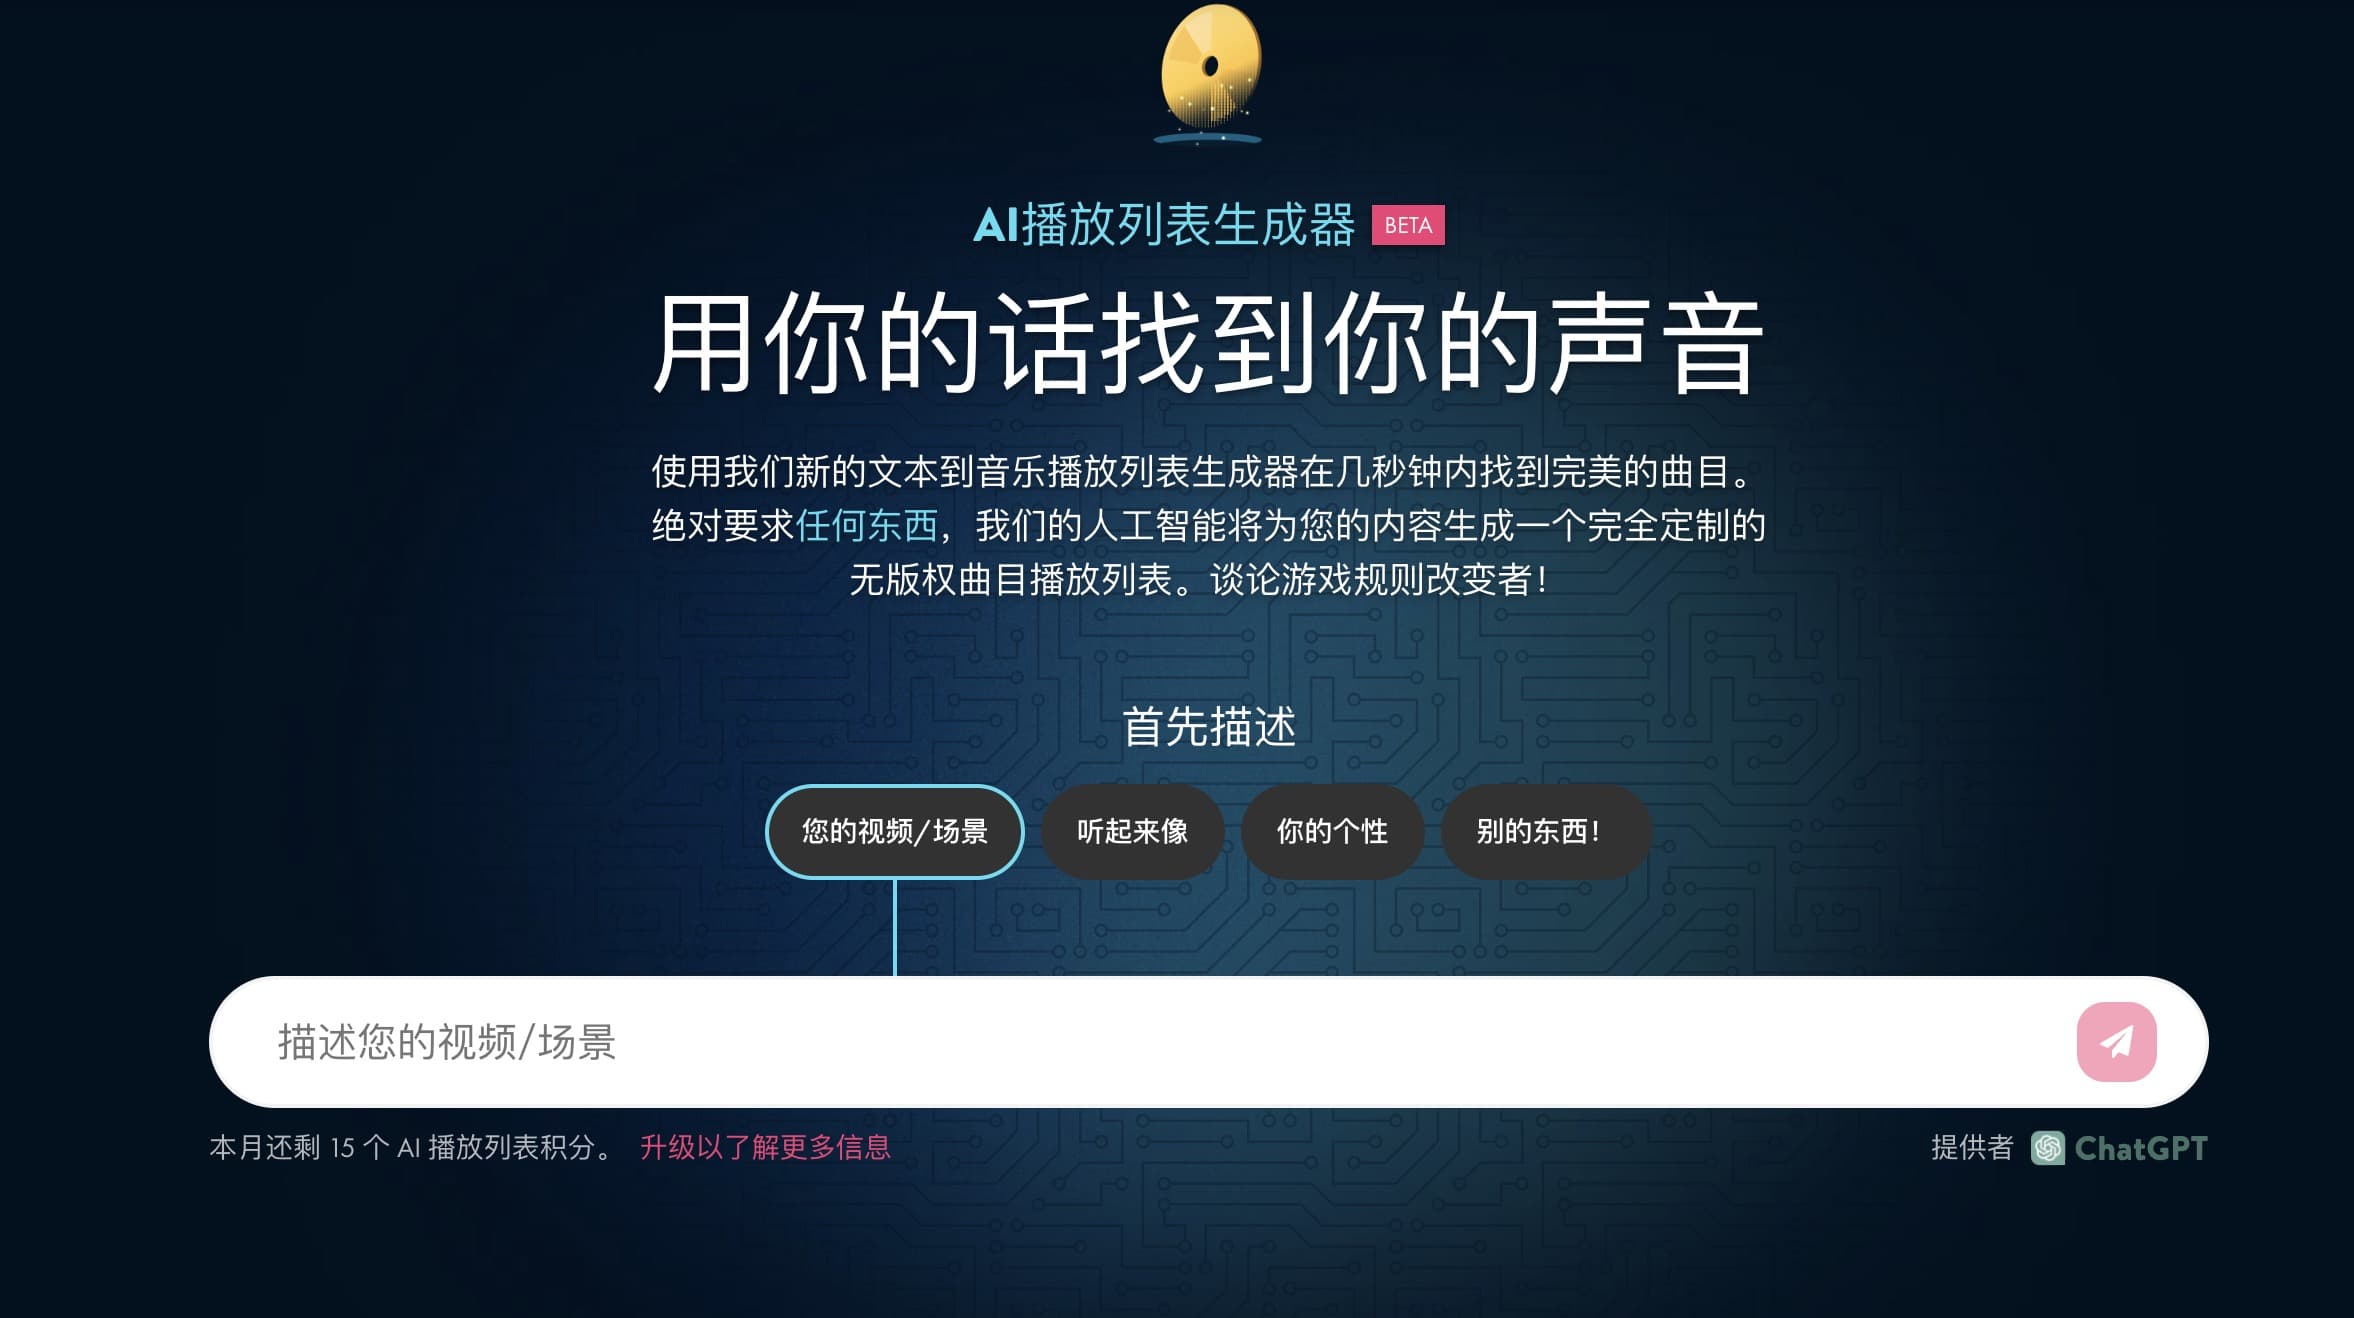 AI播放列表生成器 BETA
用你的话找到你的声音
使用我们新的文本到音乐播放列表生成器在几秒钟内找到完美的曲目。
绝对要求任何东西，我们的人工智能将为您的内容生成一个完全定制的
无版权曲目播放列表。谈论游戏规则改变者！
首先描述
您的视频/场景 听起来像 你的个性 别的东西！
描述您的视频/场景
本月还剩 15 个 AI 播放列表积分。 升级以了解更多信息 提供者 ChatGPT